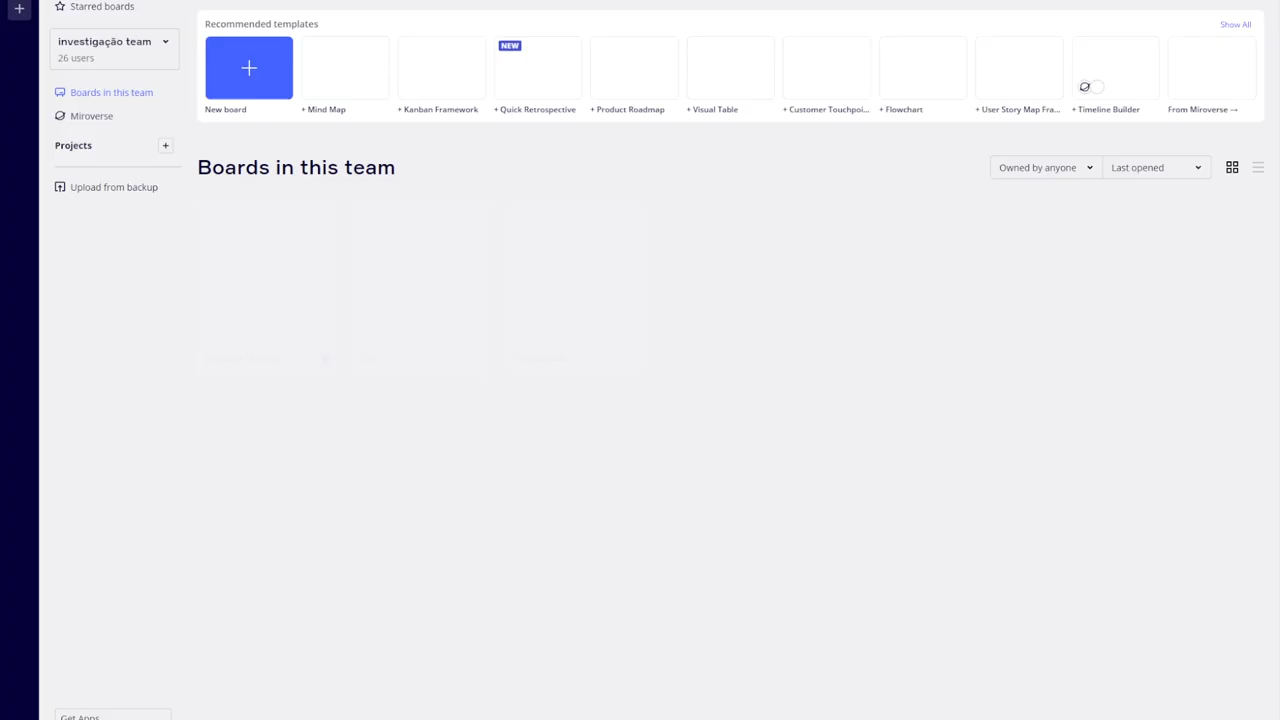 Starred boards
investigação team
26 users
Boards in this team
Miroverse
Projects
Upload from backup
Get Apps
Recommended templates
Show All
NEW
New board
+ Mind Map
+ Kanban Framework
+ Quick Retrospective
+ Product Roadmap
+ Visual Table
+ Customer Touchpoi...
+ Flowchart
+ User Story Map Fra...
+ Timeline Builder
From Miroverse →
Boards in this team
Owned by anyone
Last opened